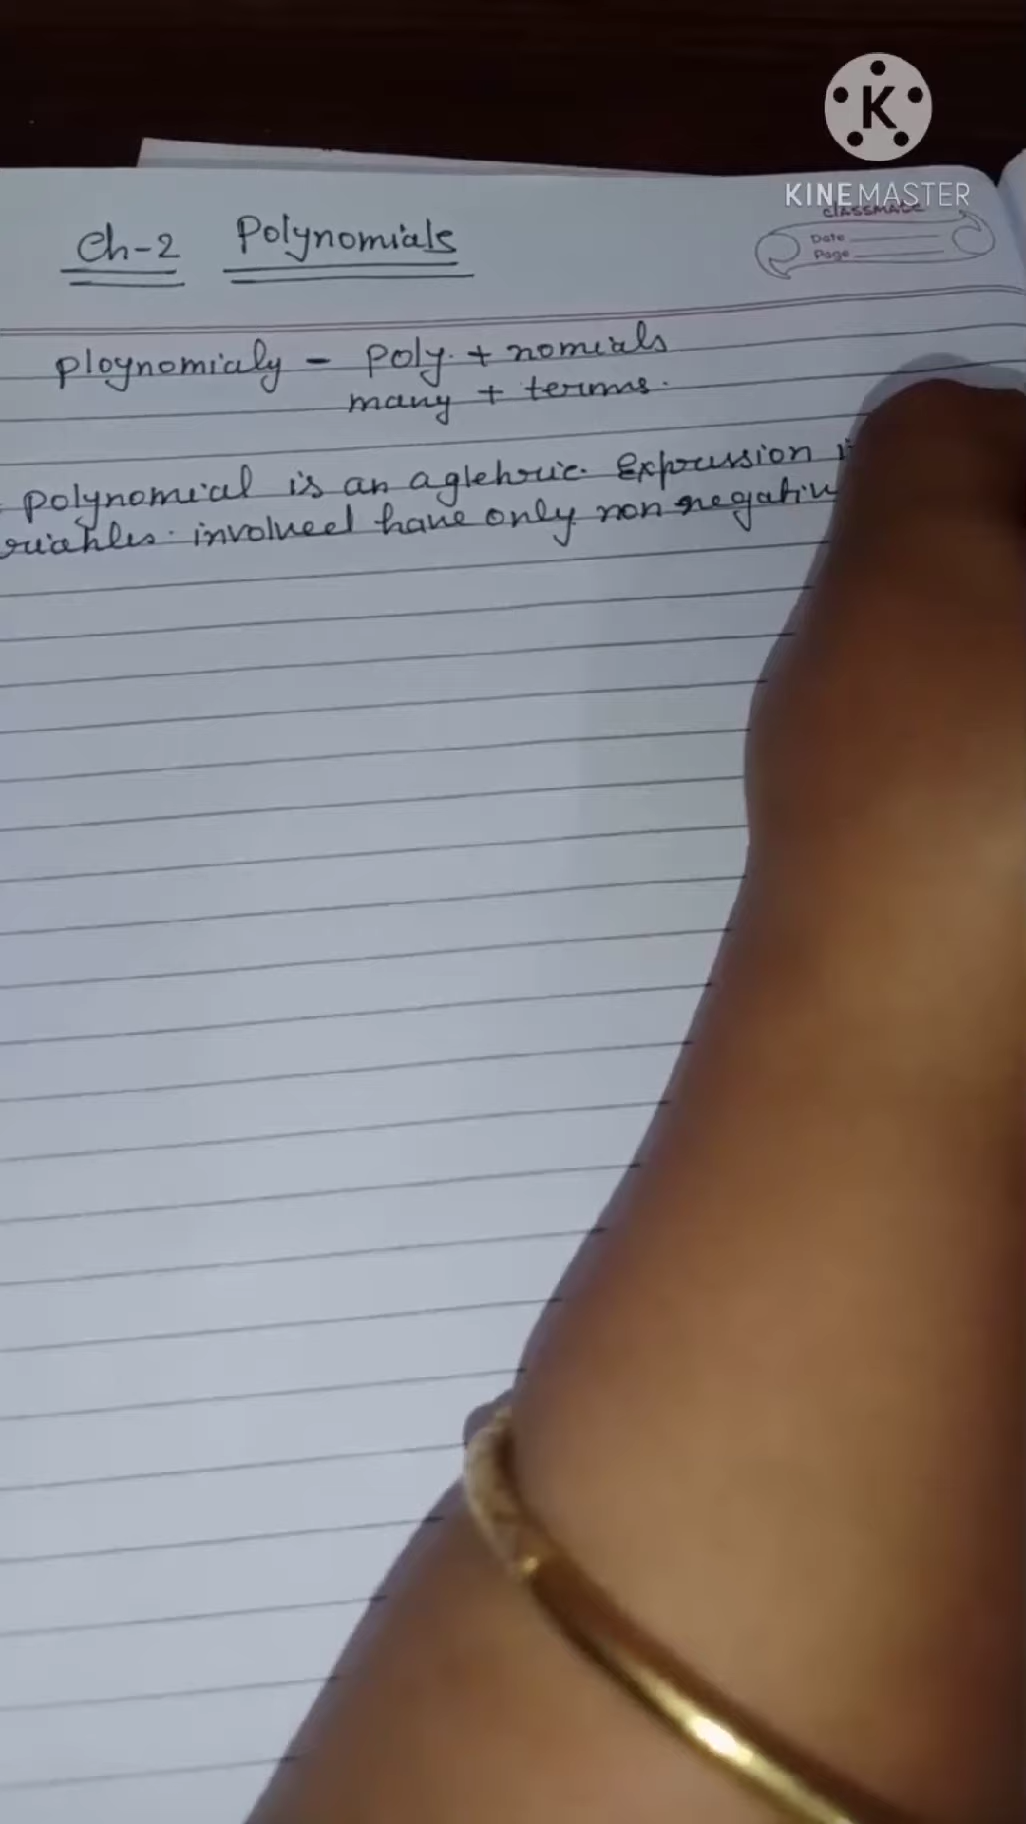 KINEMASTER
Ch-2 Polynomials
classmate
Date
Page
ploynomialy - poly. + nomials
many + terms.
polynomial is an aglebric. Expression i
riables. involved have only non negativ